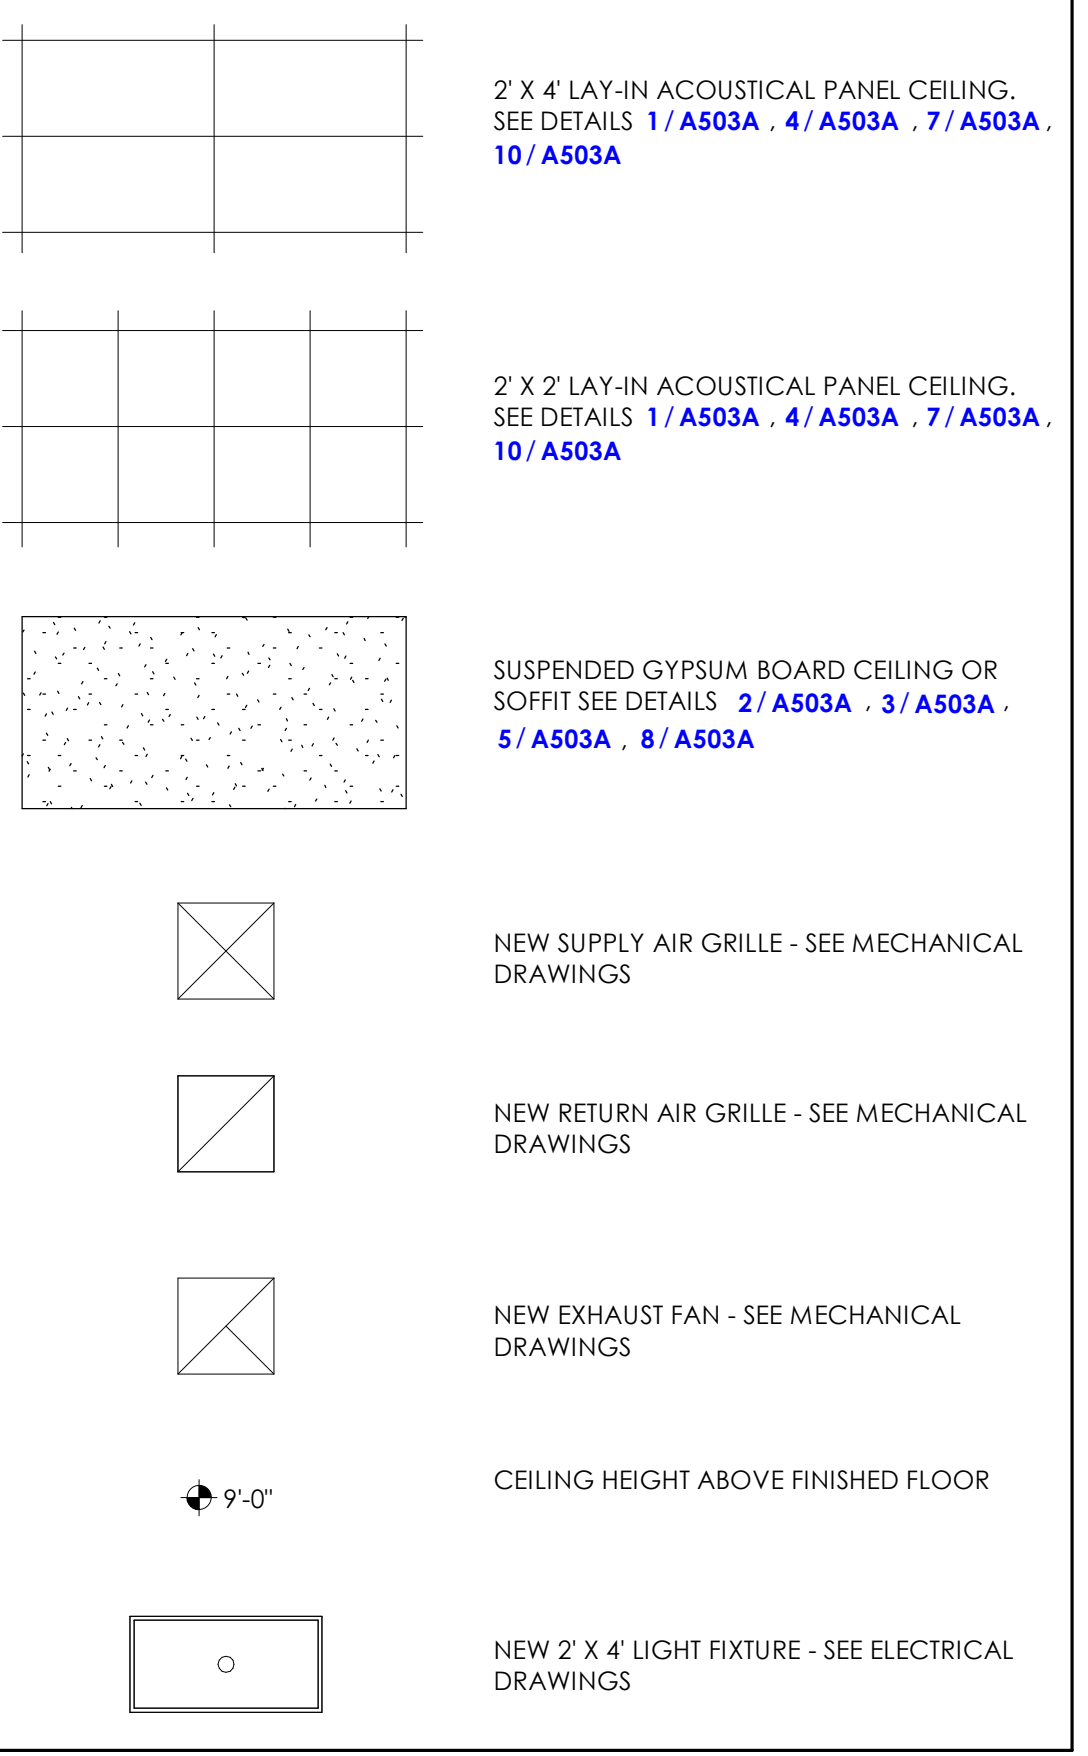 2' X 4' LAY-IN ACOUSTICAL PANEL CEILING.
SEE DETAILS 1/A503A , 4/A503A , 7/A503A ,
10/A503A
2' X 2' LAY-IN ACOUSTICAL PANEL CEILING.
SEE DETAILS 1/A503A , 4/A503A , 7/A503A ,
10/A503A
SUSPENDED GYPSUM BOARD CEILING OR
SOFFIT SEE DETAILS 2/A503A , 3/A503A ,
5/A503A , 8/A503A
NEW SUPPLY AIR GRILLE - SEE MECHANICAL
DRAWINGS
NEW RETURN AIR GRILLE - SEE MECHANICAL
DRAWINGS
NEW EXHAUST FAN - SEE MECHANICAL
DRAWINGS
9'-0"
CEILING HEIGHT ABOVE FINISHED FLOOR
NEW 2' X 4' LIGHT FIXTURE - SEE ELECTRICAL
DRAWINGS